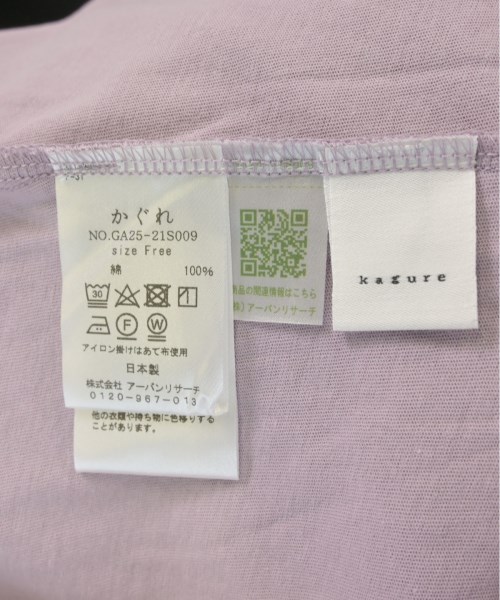 かぐれ
NO.GA25-21S009
size Free
綿 100%
30
F W
アイロン掛けはあて布使用
日本製
株式会社 アーバンリサーチ
0120-967-013
他の衣類や持ち物に色移りする
ことがあります。
商品の関連情報はこちら
(株)アーバンリサーチ
kagure